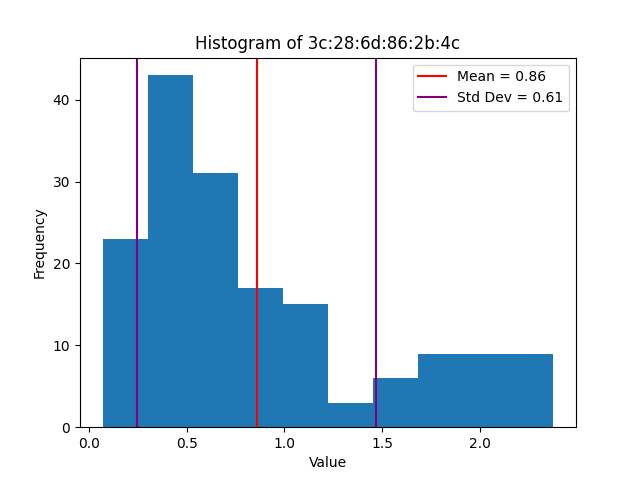 Histogram of 3c:28:6d:86:2b:4c
Mean = 0.86
Std Dev = 0.61
Frequency
40
30
20
10
0
0.0 0.5 1.0 1.5 2.0
Value